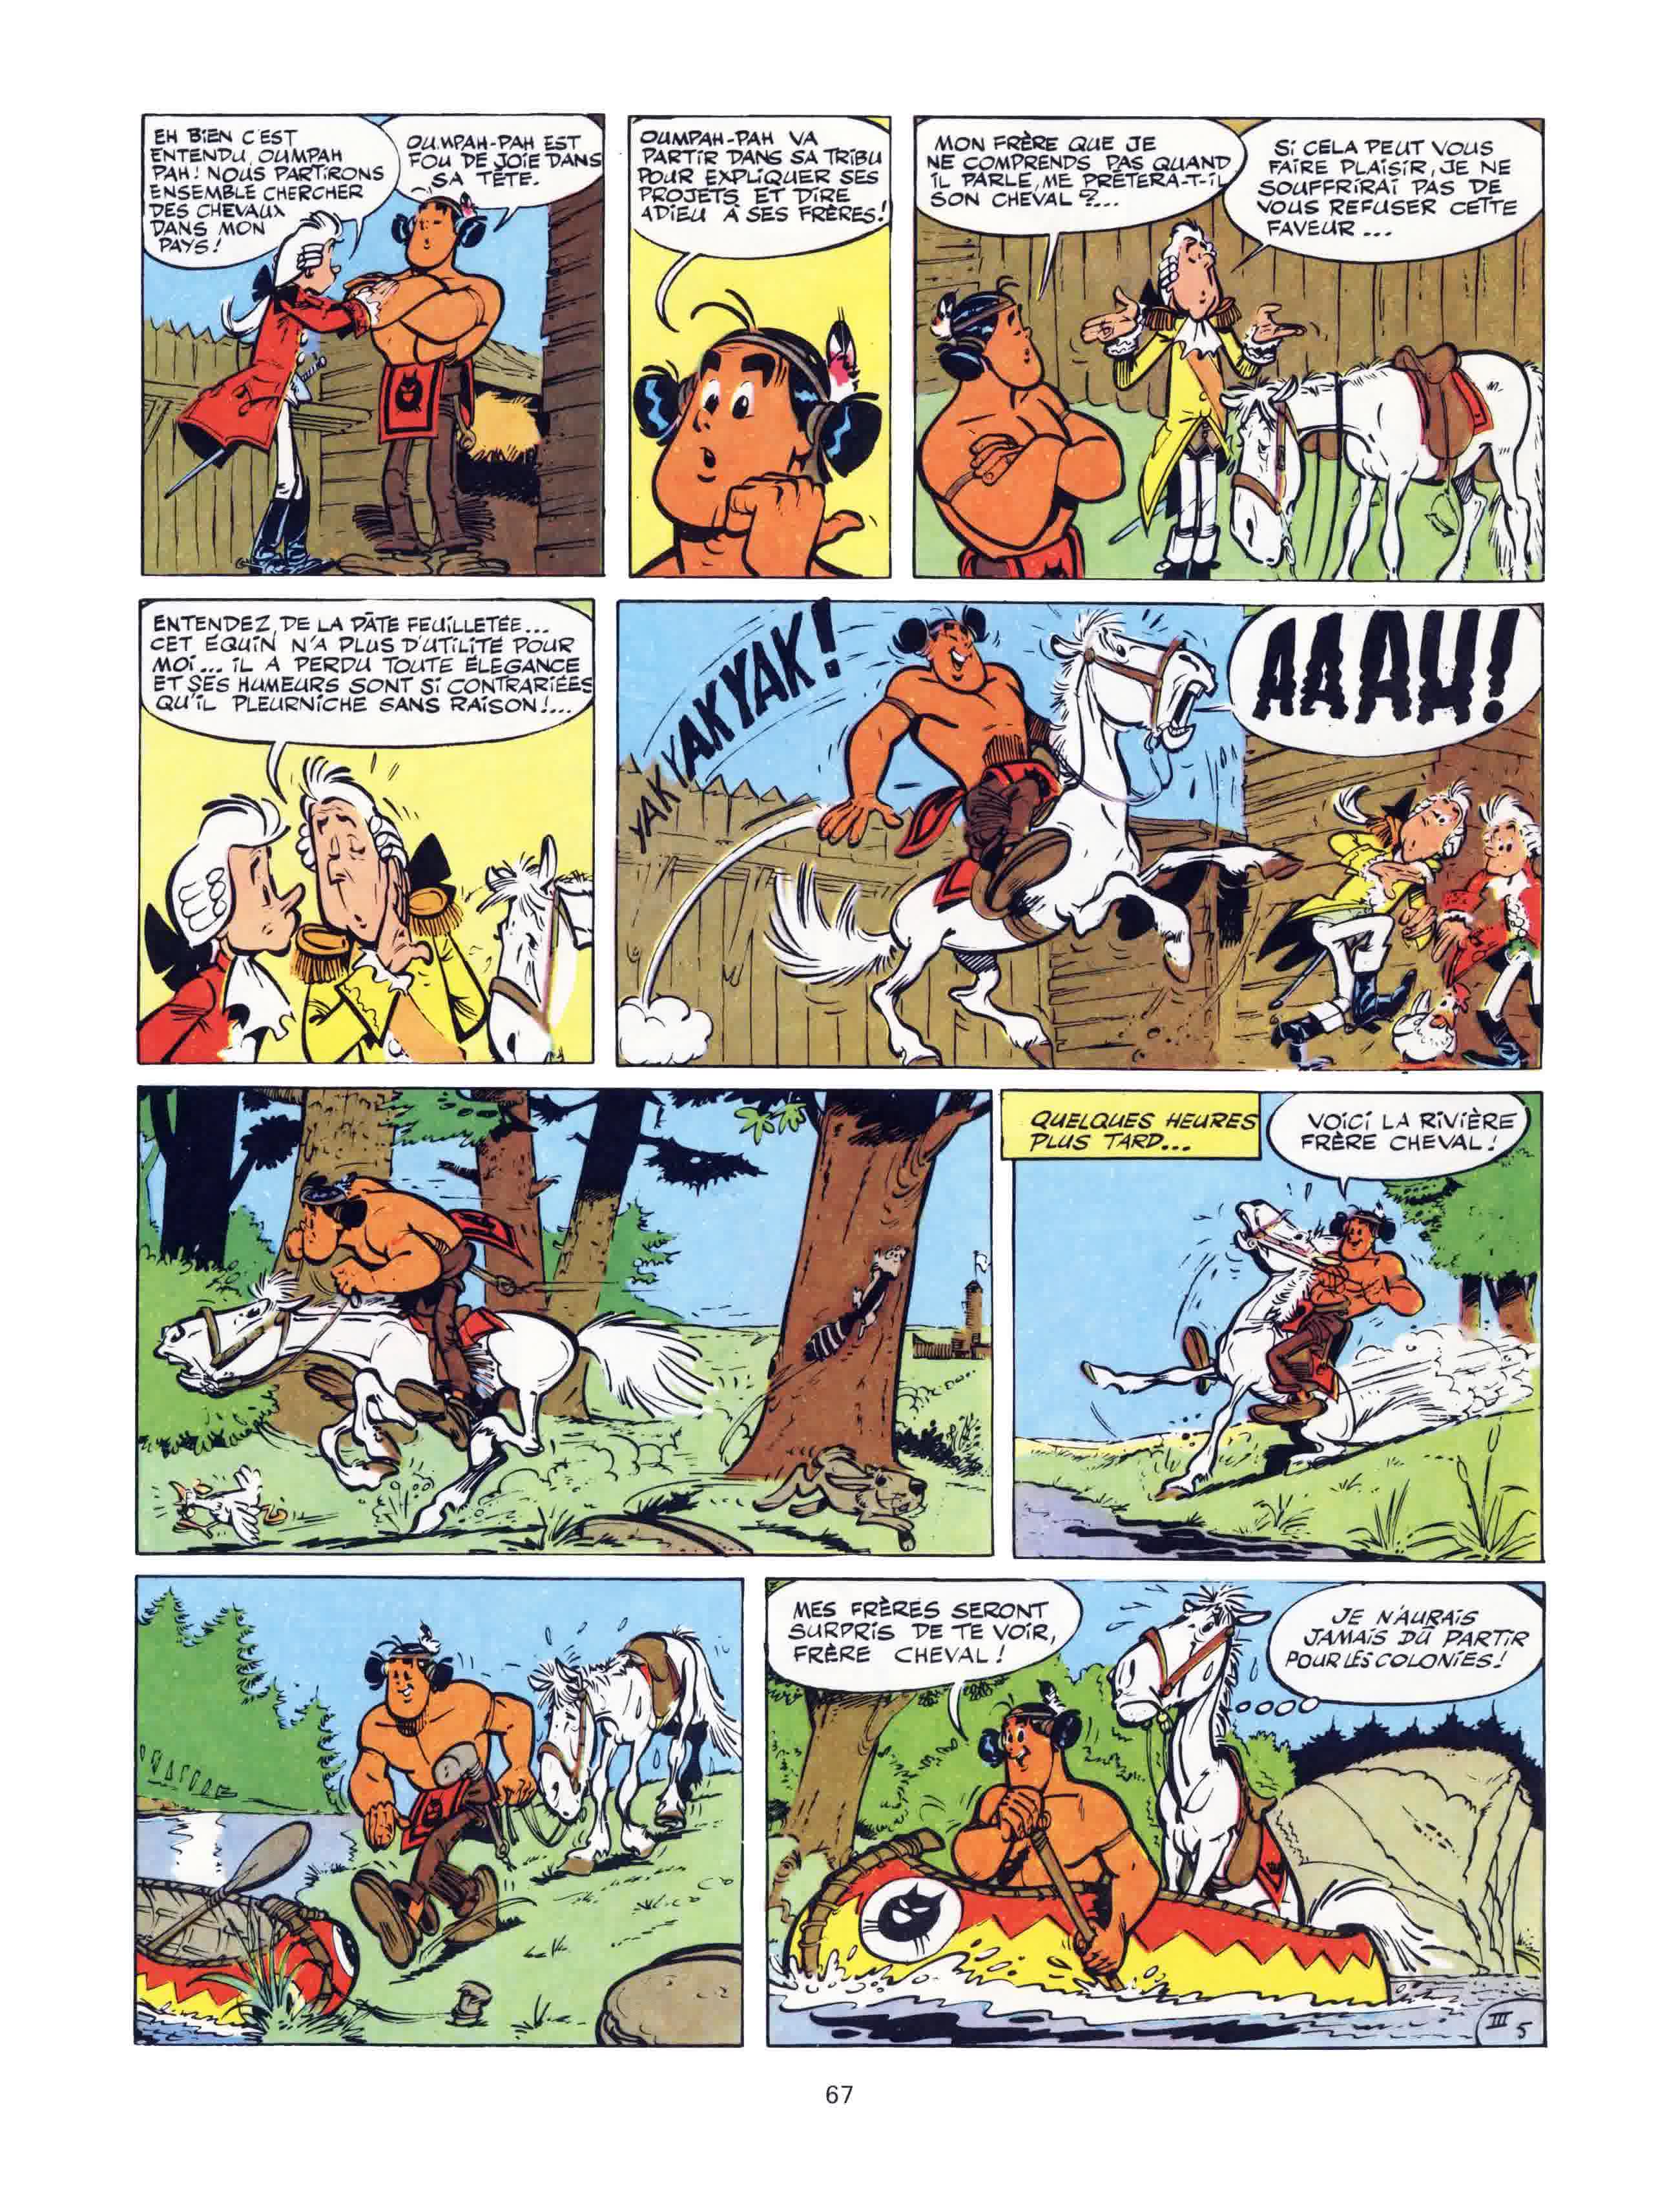 EH BIEN C'EST
ENTENDU, OUMPAH
PAH! NOUS PARTIRONS
ENSEMBLE CHERCHER
DES CHEVAUX
DANS MON
PAYS!
OUMPAH-PAH EST
FOU DE JOIE DANS
SA TÊTE.
OUMPAH-PAH VA
PARTIR DANS SA TRIBU
POUR EXPLIQUER SES
PROJETS ET DIRE
ADIEU A SES FRÈRES!
MON FRÈRE QUE JE
NE COMPRENDS PAS QUAND
IL PARLE, ME PRÊTERA-T-IL
SON CHEVAL ?...
SI CELA PEUT VOUS
FAIRE PLAISIR, JE NE
SOUFFRIRAI PAS DE
VOUS REFUSER CETTE
FAVEUR ...
ENTENDEZ, DE LA PÂTE FEUILLETÉE...
CET ÉQUIN N'A PLUS D'UTILITÉ POUR
MOI... IL A PERDU TOUTE ÉLÉGANCE
ET SES HUMEURS SONT SI CONTRARIÉES
QU'IL PLEURNICHE SANS RAISON!...
YAK YAKYAKYAK!
AAAH!
QUELQUES HEURES
PLUS TARD...
VOICI LA RIVIÈRE
FRÈRE CHEVAL!
MES FRÈRES SERONT
SURPRIS DE TE VOIR,
FRÈRE CHEVAL!
JE N'AURAIS
JAMAIS DÛ PARTIR
POUR LES COLONIES!
III 5
67